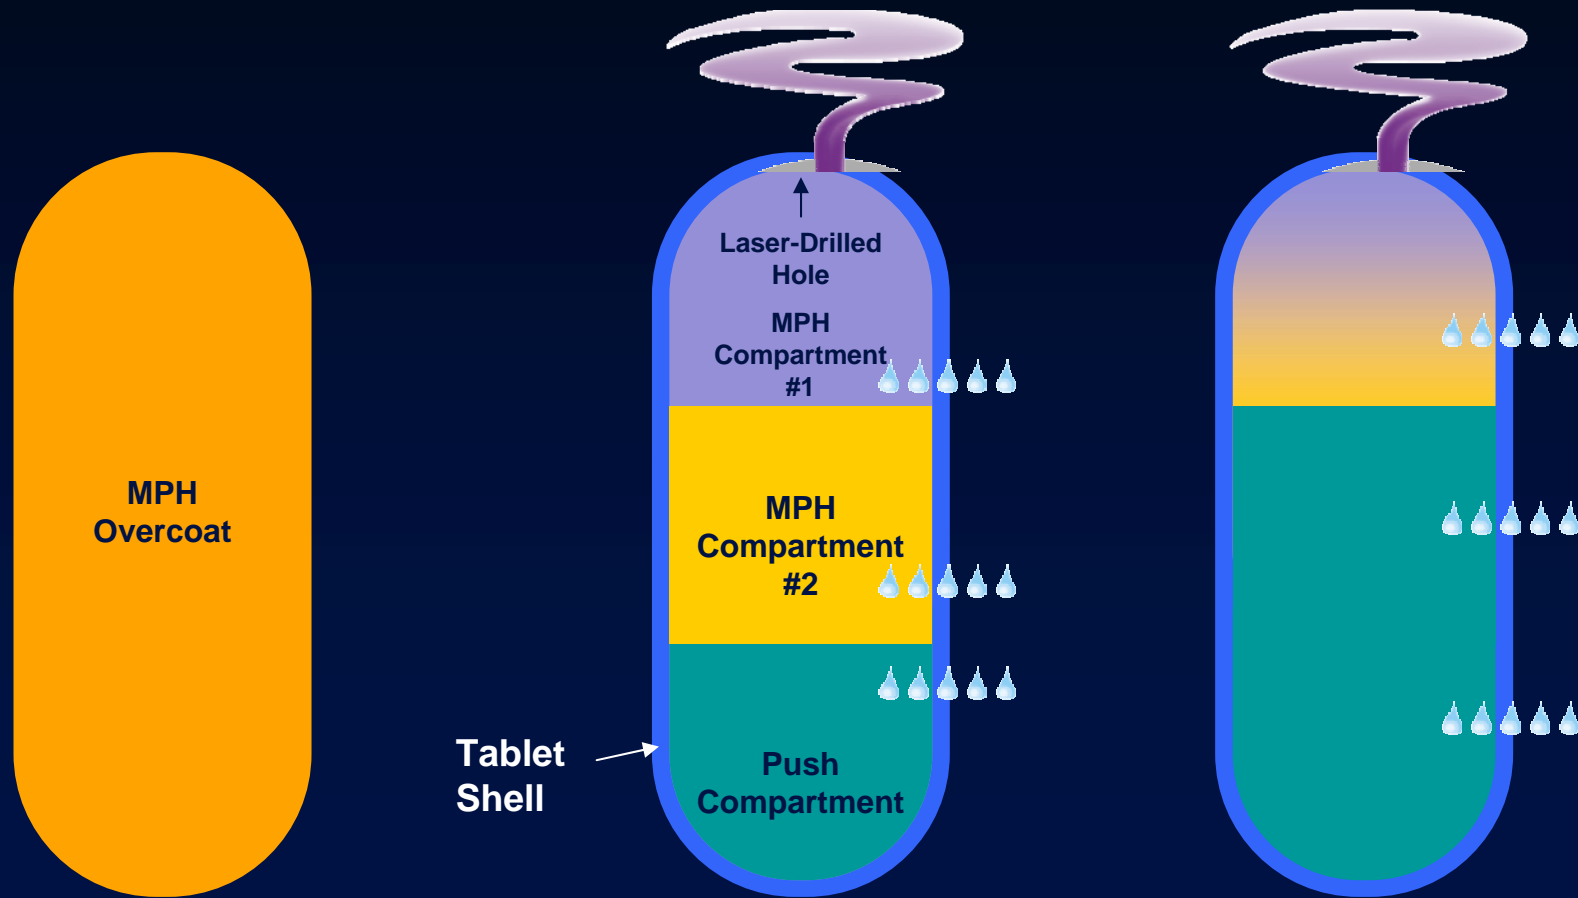 MPH
Overcoat
Laser-Drilled
Hole
MPH
Compartment
#1
MPH
Compartment
#2
Tablet
Shell
Push
Compartment